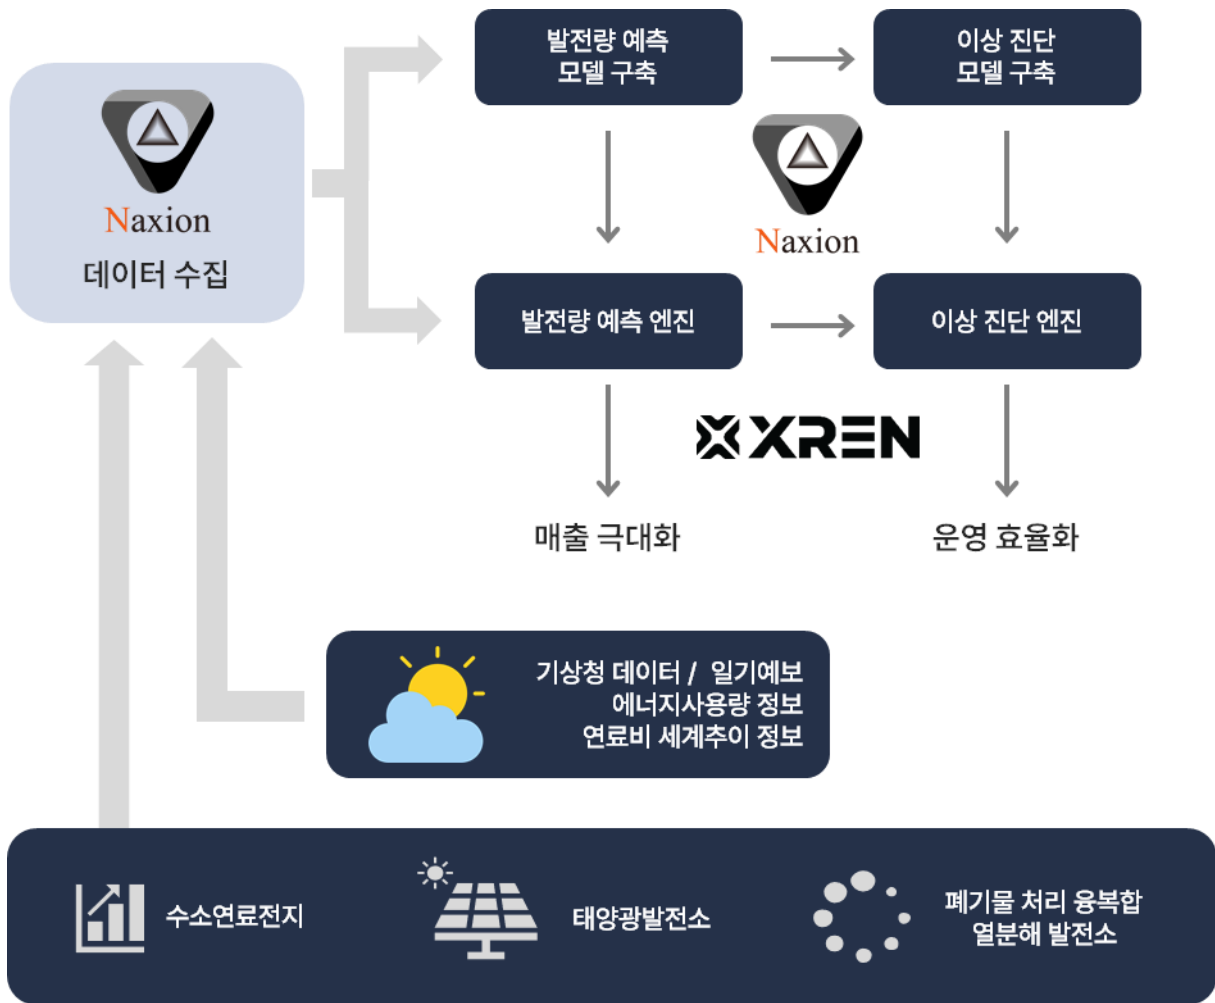 Naxion
데이터 수집
발전량 예측
모델 구축
이상 진단
모델 구축
Naxion
발전량 예측 엔진
이상 진단 엔진
XREN
매출 극대화
운영 효율화
기상청 데이터 / 일기예보
에너지사용량 정보
연료비 세계추이 정보
수소연료전지
태양광발전소
폐기물 처리 융복합
열분해 발전소